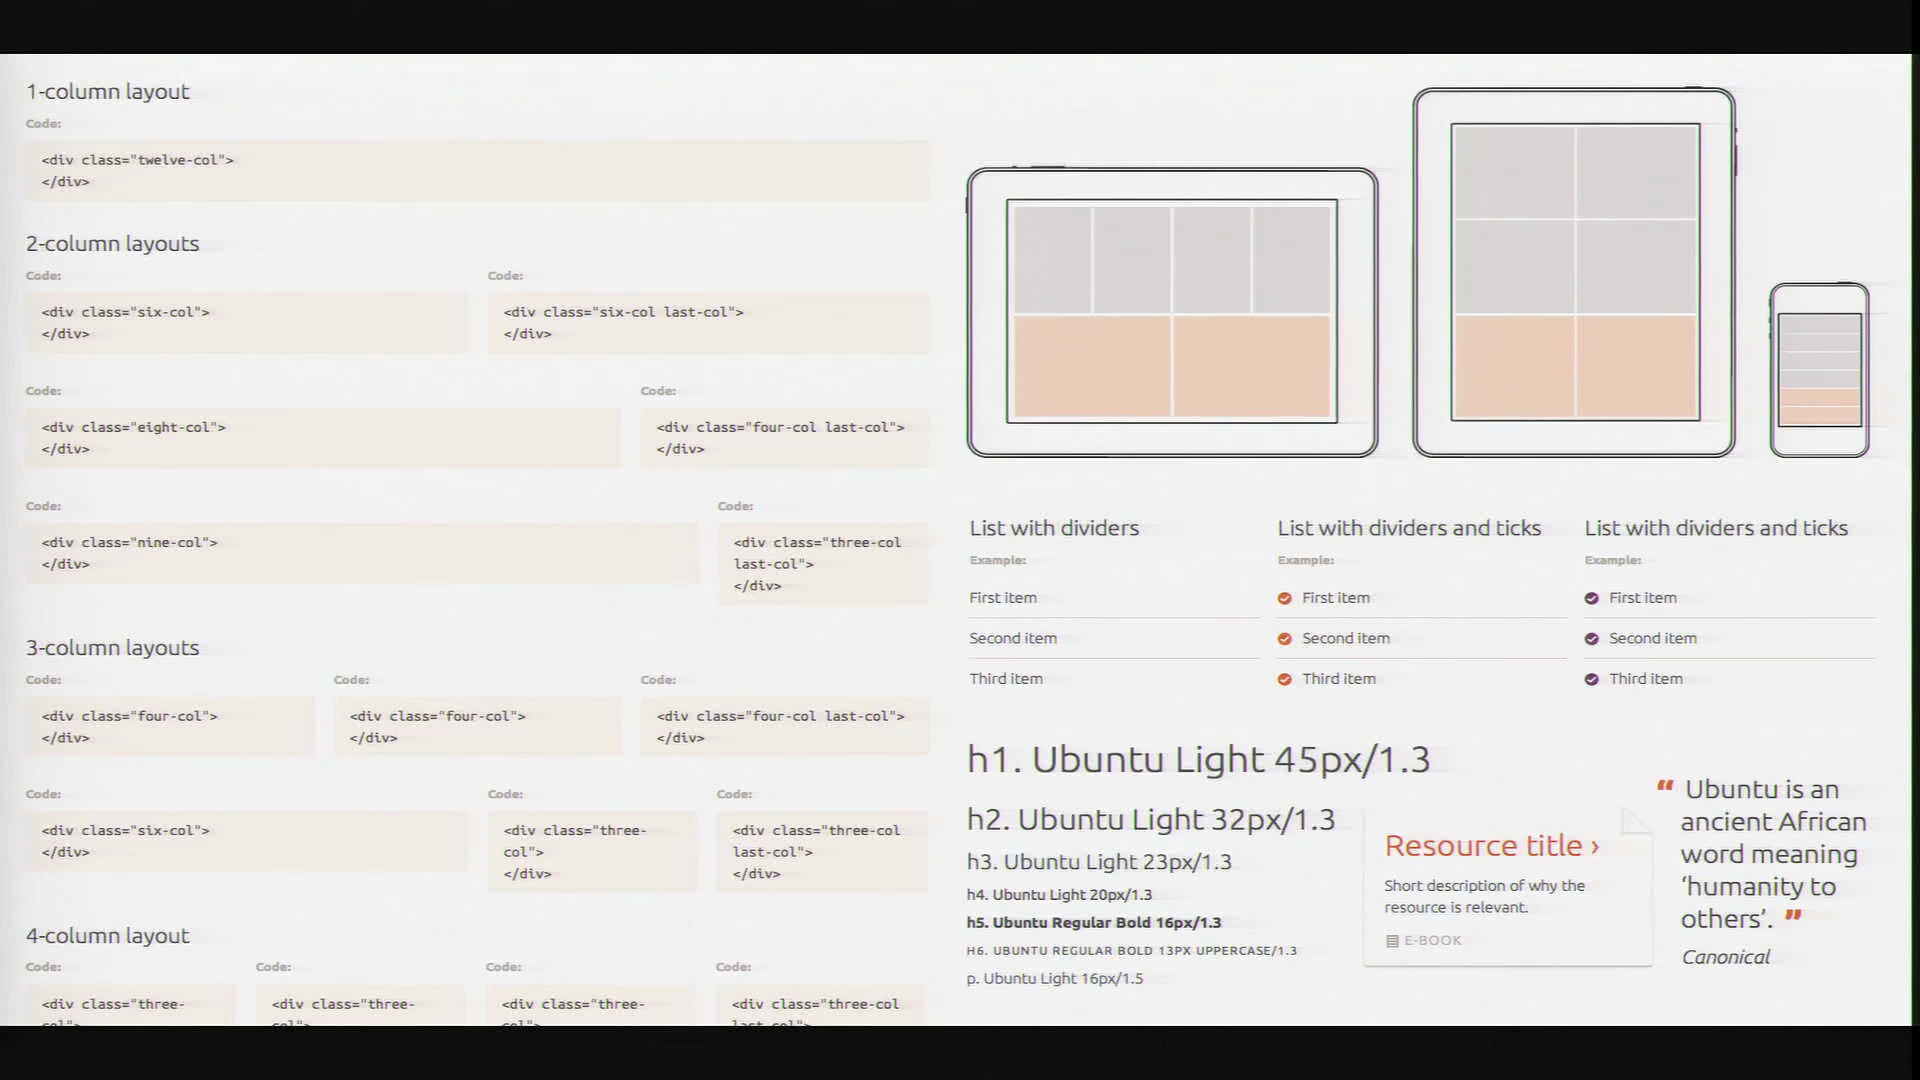 1-column layout
Code:
<div class="twelve-col">
</div>
2-column layouts
Code:
<div class="six-col">
</div>
Code:
<div class="six-col last-col">
</div>
Code:
<div class="eight-col">
</div>
Code:
<div class="four-col last-col">
</div>
Code:
<div class="nine-col">
</div>
Code:
<div class="three-col
last-col">
</div>
3-column layouts
Code:
<div class="four-col">
</div>
Code:
<div class="four-col">
</div>
Code:
<div class="four-col last-col">
</div>
Code:
<div class="six-col">
</div>
Code:
<div class="three-
col">
</div>
Code:
<div class="three-col
last-col">
</div>
4-column layout
Code:
<div class="three-
col">
Code:
<div class="three-
col">
Code:
<div class="three-
col">
Code:
<div class="three-col
last-col">
List with dividers
Example:
First item
Second item
Third item
List with dividers and ticks
Example:
First item
Second item
Third item
List with dividers and ticks
Example:
First item
Second item
Third item
h1. Ubuntu Light 45px/1.3
h2. Ubuntu Light 32px/1.3
h3. Ubuntu Light 23px/1.3
h4. Ubuntu Light 20px/1.3
h5. Ubuntu Regular Bold 16px/1.3
H6. UBUNTU REGULAR BOLD 13PX UPPERCASE/1.3
p. Ubuntu Light 16px/1.5
Resource title ›
Short description of why the
resource is relevant.
E-BOOK
“ Ubuntu is an
ancient African
word meaning
‘humanity to
others’. ”
Canonical